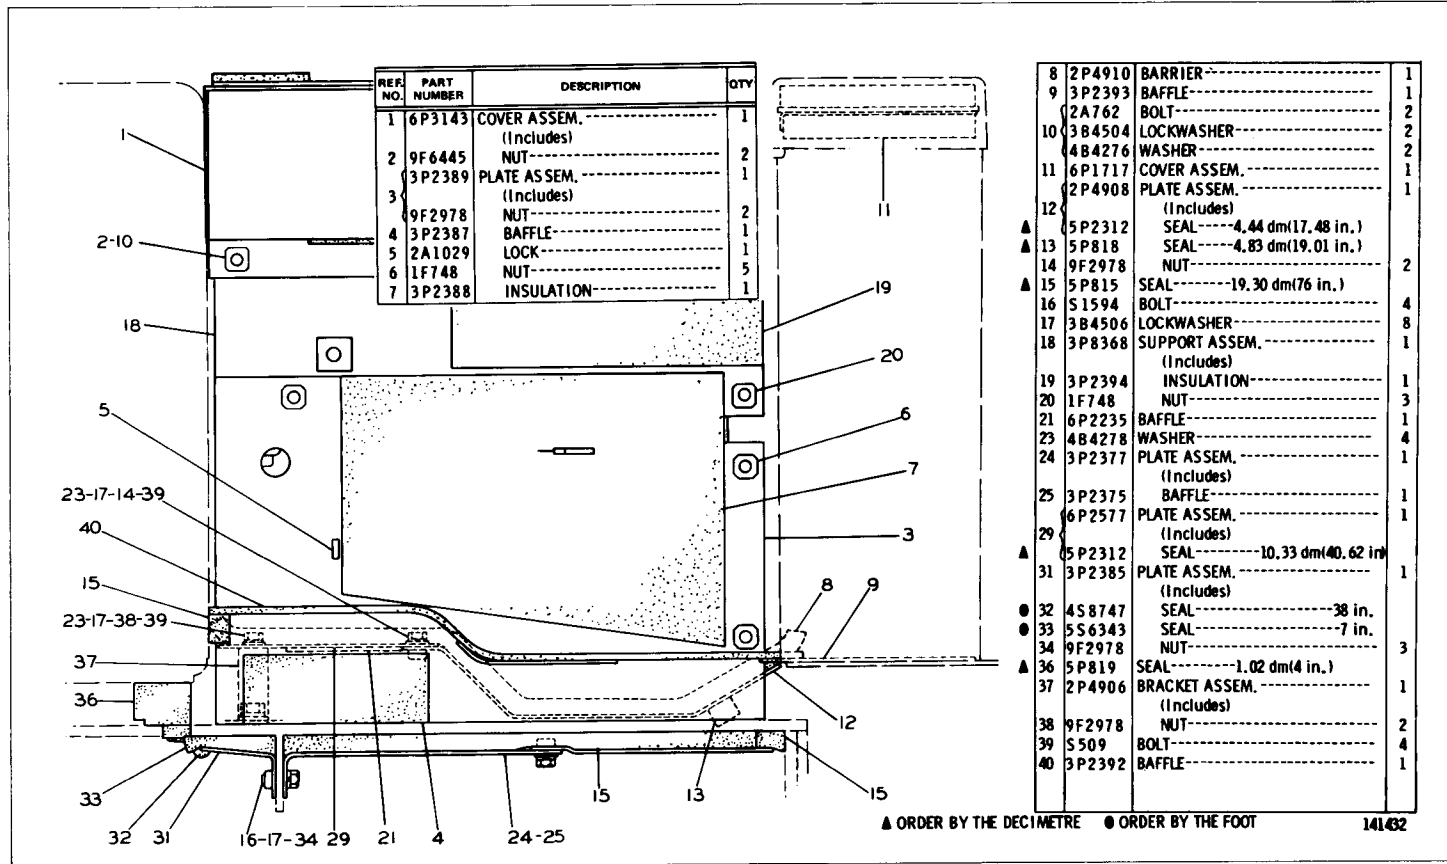 REF. NO. PART NUMBER DESCRIPTION QTY
1 6P3143 COVER ASSEM. 1
(Includes)
2 9F6445 NUT 2
3P2389 PLATE ASSEM. 1
3 (Includes)
9F2978 NUT 2
4 3P2387 BAFFLE 1
5 2A1029 LOCK 1
6 1F748 NUT 5
7 3P2388 INSULATION 1
8 2P4910 BARRIER 1
9 3P2393 BAFFLE 1
2A762 BOLT 2
10 3B4504 LOCKWASHER 2
4B4276 WASHER 2
11 6P1717 COVER ASSEM. 1
2P4908 PLATE ASSEM. 1
12 (Includes)
▲ 5P2312 SEAL 4.44 dm(17.48 in.)
▲ 13 5P818 SEAL 4.83 dm(19.01 in.)
14 9F2978 NUT 2
▲ 15 5P815 SEAL 19.30 dm(76 in.)
16 S1594 BOLT 4
17 3B4506 LOCKWASHER 8
18 3P8368 SUPPORT ASSEM. 1
(Includes)
19 3P2394 INSULATION 1
20 1F748 NUT 3
21 6P2235 BAFFLE 1
23 4B4278 WASHER 4
24 3P2377 PLATE ASSEM. 1
(Includes)
25 3P2375 BAFFLE 1
6P2577 PLATE ASSEM. 1
29 (Includes)
▲ 5P2312 SEAL 10.33 dm(40.62 in
31 3P2385 PLATE ASSEM. 1
(Includes)
● 32 4S8747 SEAL 38 in.
● 33 5S6343 SEAL 7 in.
34 9F2978 NUT 3
▲ 36 5P819 SEAL 1.02 dm(4 in.)
37 2P4906 BRACKET ASSEM. 1
(Includes)
38 9F2978 NUT 2
39 S509 BOLT 4
40 3P2392 BAFFLE 1
▲ ORDER BY THE DECIMETRE ● ORDER BY THE FOOT 141432
1
2-10
11
18
19
20
5
6
23-17-14-39
7
40
3
15
8
9
23-17-38-39
37
36
12
33
32
31
16-17-34
29
21
4
24-25
15
13
15